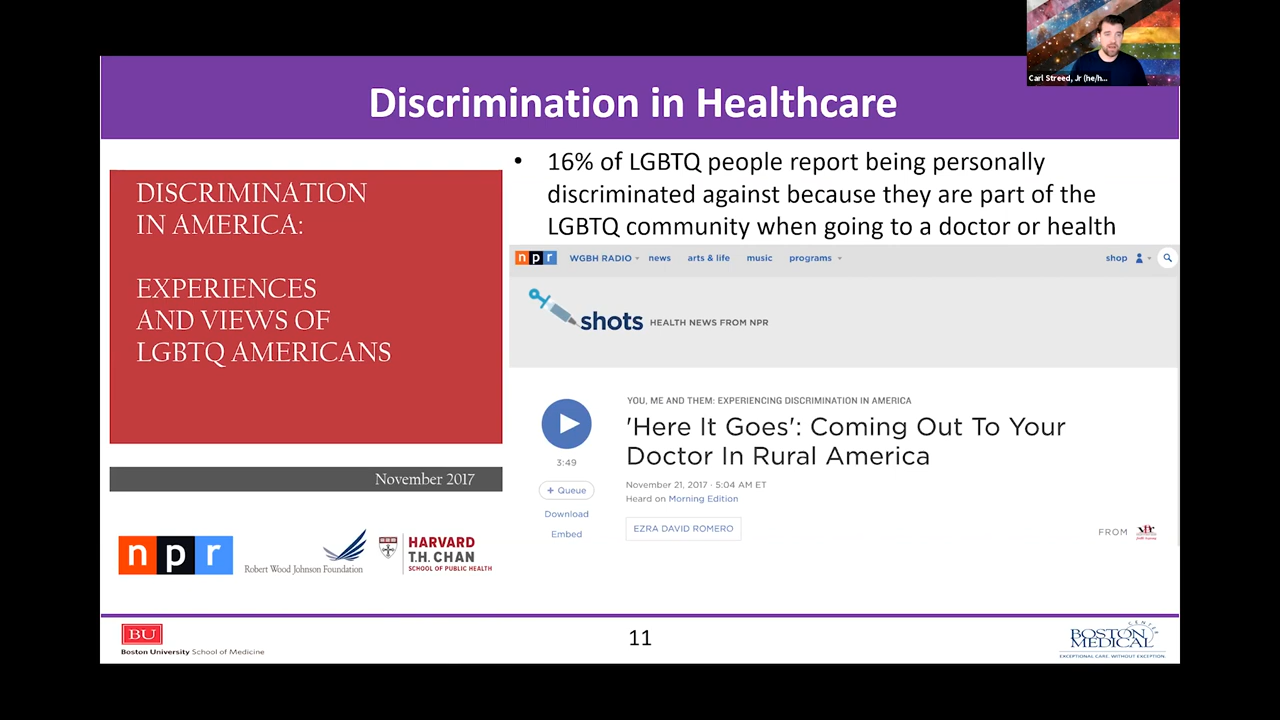 Carl Streed, Jr (he/h...
Discrimination in Healthcare
DISCRIMINATION
IN AMERICA:
EXPERIENCES
AND VIEWS OF
LGBTQ AMERICANS
November 2017
npr
Robert Wood Johnson Foundation
HARVARD
T.H. CHAN
SCHOOL OF PUBLIC HEALTH
• 16% of LGBTQ people report being personally
discriminated against because they are part of the
LGBTQ community when going to a doctor or health
npr WGBH RADIO news arts & life music programs shop
shots HEALTH NEWS FROM NPR
YOU, ME AND THEM: EXPERIENCING DISCRIMINATION IN AMERICA
'Here It Goes': Coming Out To Your
Doctor In Rural America
3:49
November 21, 2017 · 5:04 AM ET
Heard on Morning Edition
+ Queue
Download
Embed
EZRA DAVID ROMERO
FROM
BU
Boston University School of Medicine
11
BOSTON
MEDICAL
CENTER
EXCEPTIONAL CARE. WITHOUT EXCEPTION.